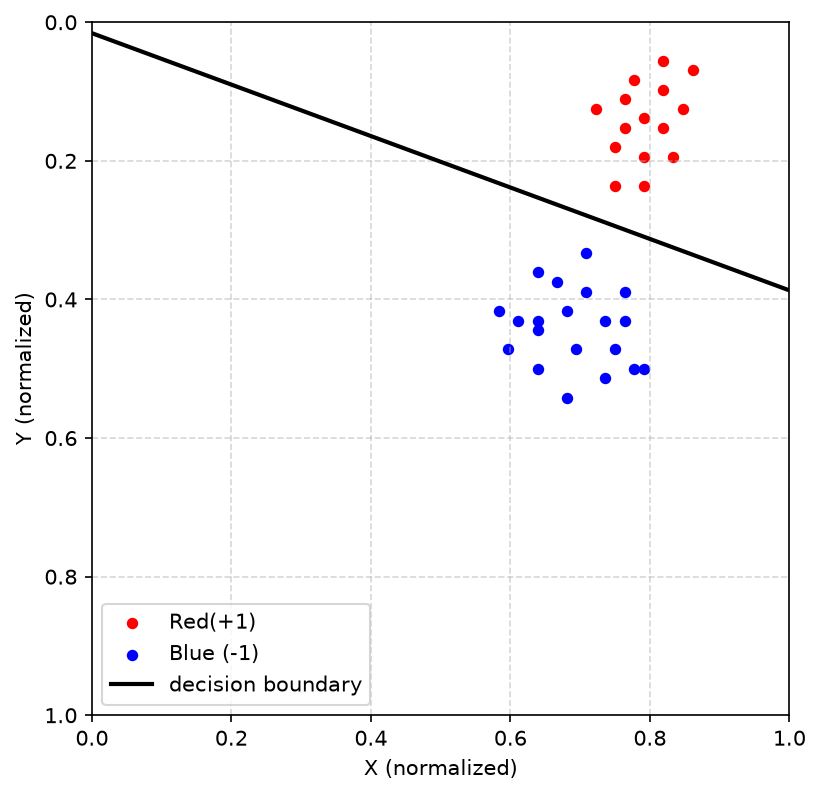 0.0
0.2
0.4
0.6
0.8
1.0
Y (normalized)
Red(+1)
Blue (-1)
decision boundary
0.0 0.2 0.4 0.6 0.8 1.0
X (normalized)